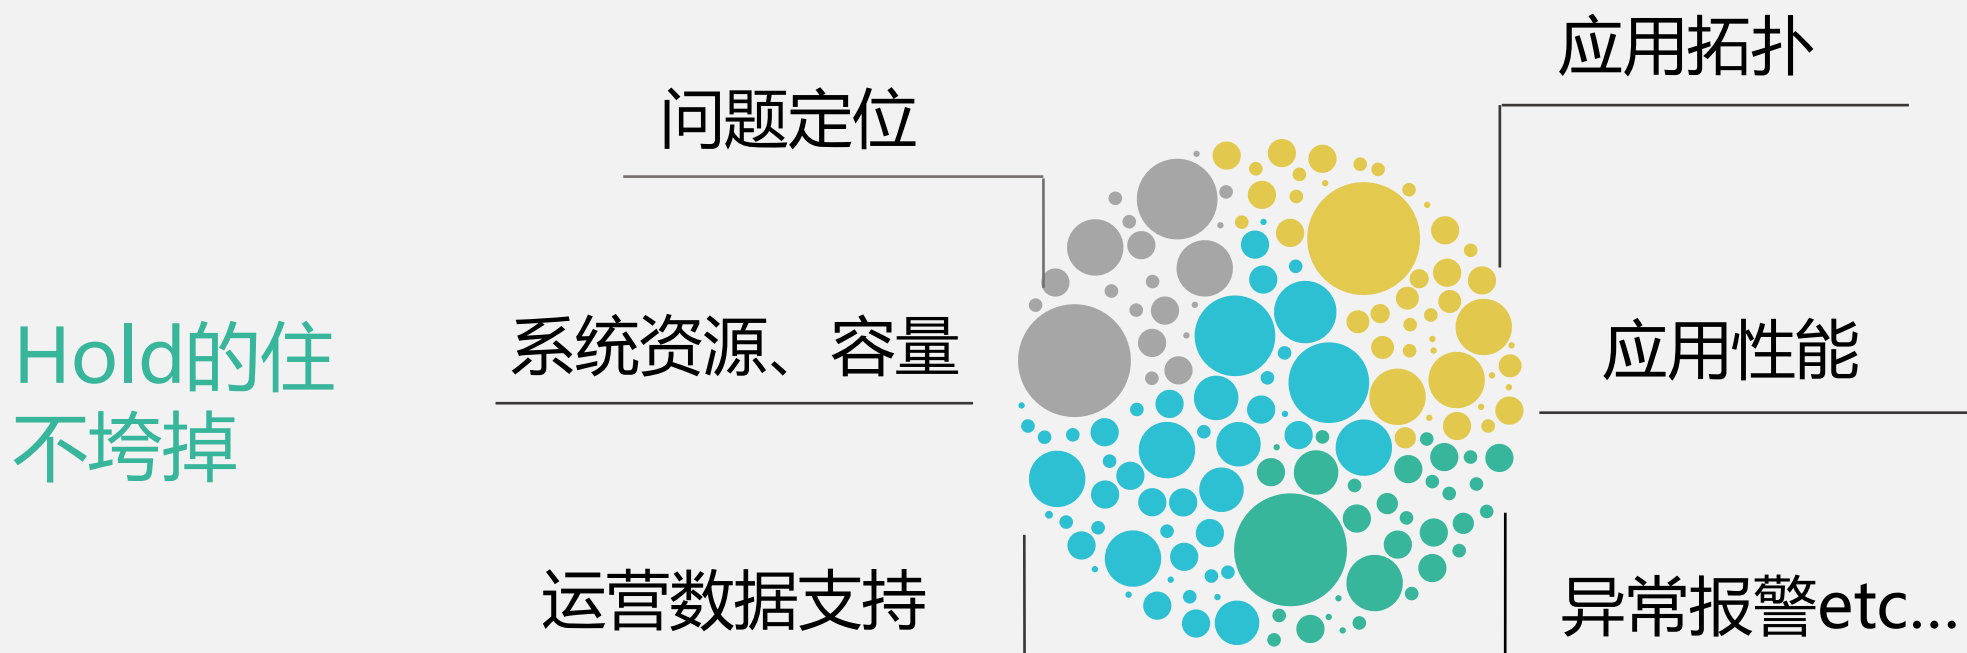 应用拓扑
问题定位
Hold的住
不垮掉
系统资源、容量
应用性能
运营数据支持
异常报警etc...